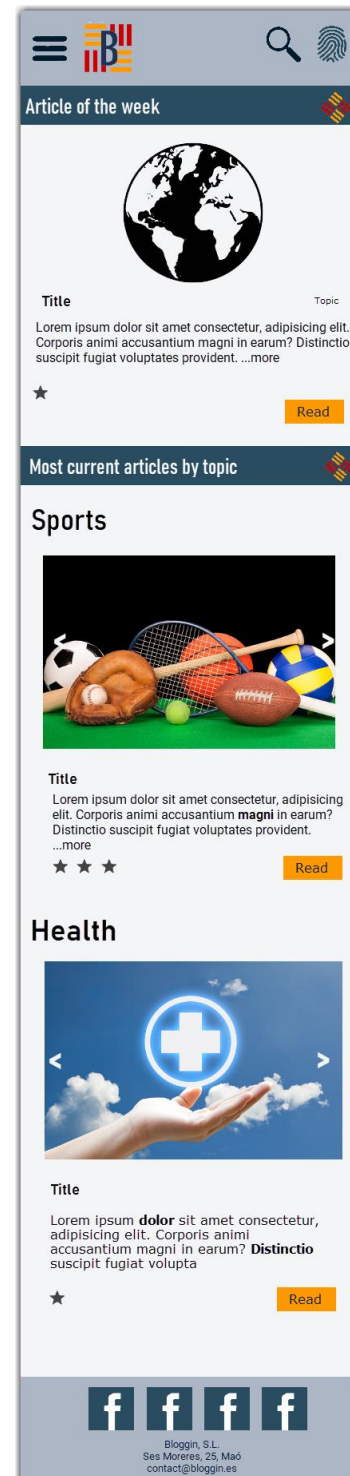 B
Article of the week
Title
Topic
Lorem ipsum dolor sit amet consectetur, adipisicing elit.
Corporis animi accusantium magni in earum? Distinctio
suscipit fugiat voluptates provident. ...more
Read
Most current articles by topic
Sports
< >
Title
Lorem ipsum dolor sit amet consectetur, adipisicing
elit. Corporis animi accusantium magni in earum?
Distinctio suscipit fugiat voluptates provident.
...more
Read
Health
< >
Title
Lorem ipsum dolor sit amet consectetur,
adipisicing elit. Corporis animi
accusantium magni in earum? Distinctio
suscipit fugiat volupta
Read
f f f f
Bloggin, S.L.
Ses Moreres, 25, Maó
contact@bloggin.es